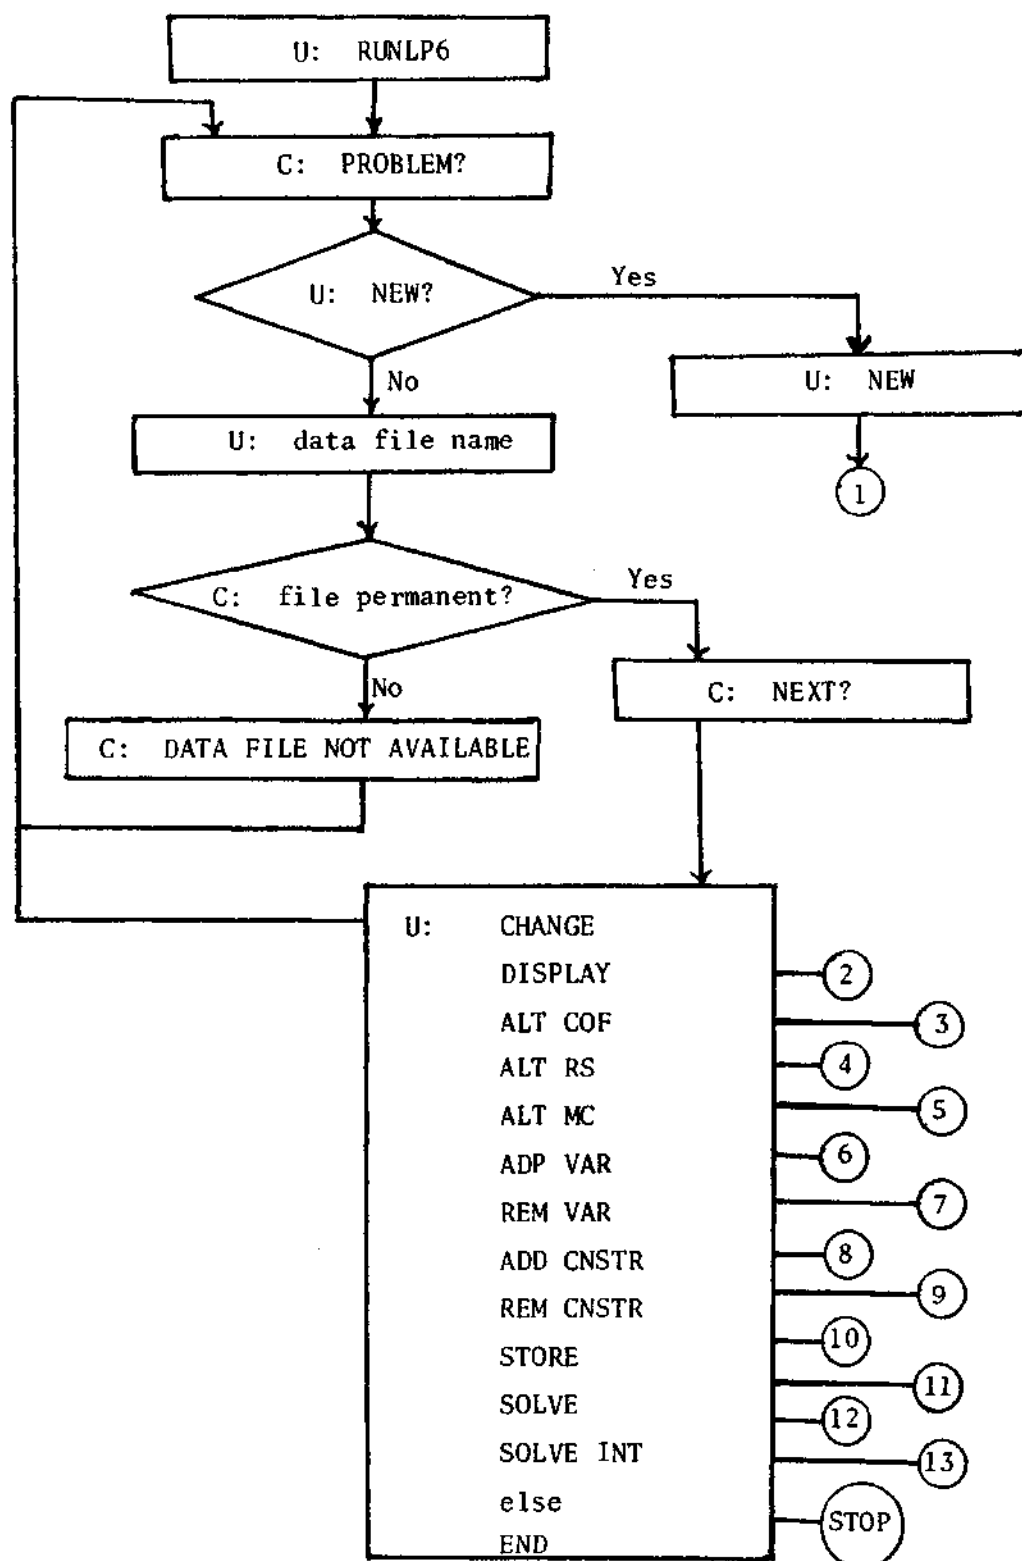 U: RUNLP6
C: PROBLEM?
U: NEW?
Yes
No
U: NEW
U: data file name
1
C: file permanent?
Yes
No
C: NEXT?
C: DATA FILE NOT AVAILABLE
U: CHANGE
DISPLAY 2
ALT COF 3
ALT RS 4
ALT MC 5
ADP VAR 6
REM VAR 7
ADD CNSTR 8
REM CNSTR 9
STORE 10
SOLVE 11
12
SOLVE INT 13
else
STOP
END